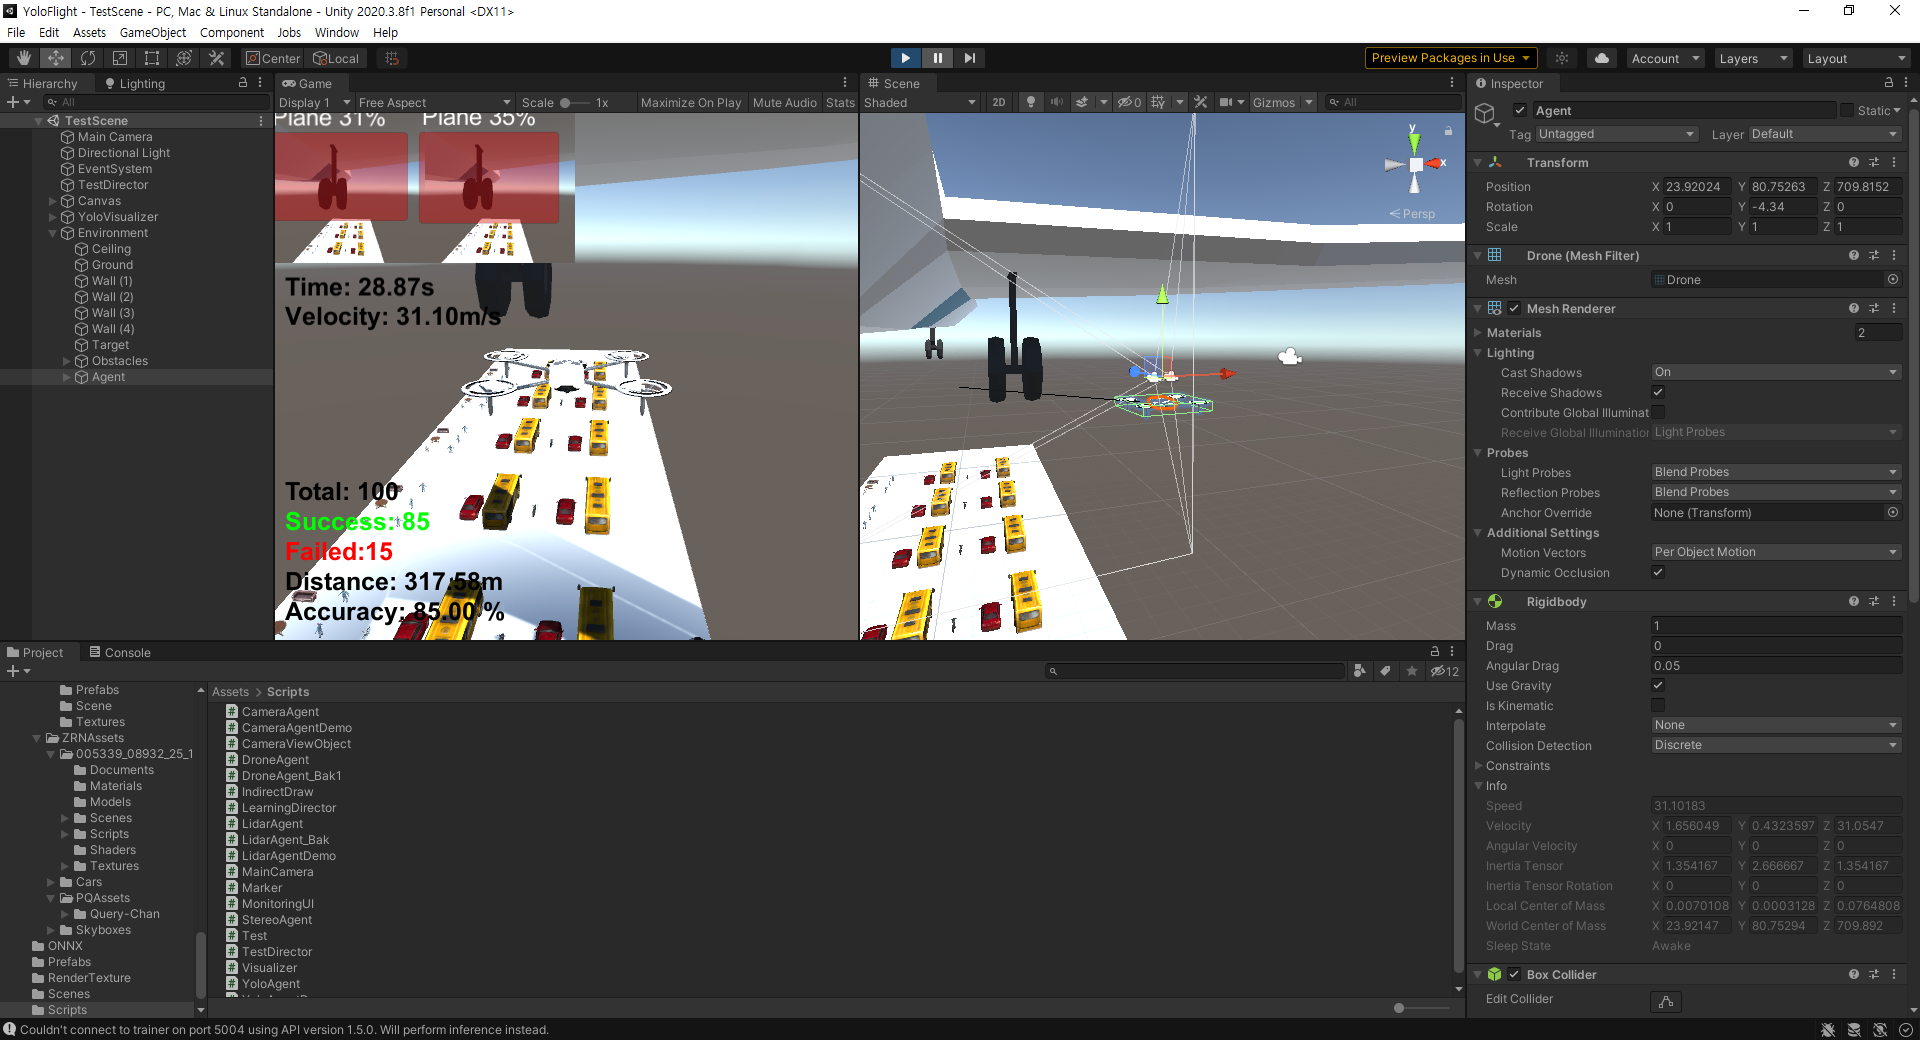 YoloFlight - TestScene - PC, Mac & Linux Standalone - Unity 2020.3.8f1 Personal <DX11>
File Edit Assets GameObject Component Jobs Window Help
Center Local
Preview Packages in Use Account Layers Layout
Hierarchy Lighting
All
TestScene
Main Camera
Directional Light
EventSystem
TestDirector
Canvas
YoloVisualizer
Environment
Ceiling
Ground
Wall (1)
Wall (2)
Wall (3)
Wall (4)
Target
Obstacles
Agent
Game
Display 1 Free Aspect Scale 1x Maximize On Play Mute Audio Stats
Plane 31% Plane 35%
Time: 28.87s
Velocity: 31.10m/s
Total: 100
Success: 85
Failed:15
Distance: 317.58m
Accuracy: 85.00 %
Scene
Shaded 2D 0 Gizmos All
y
x
Persp
Inspector
Agent Static
Tag Untagged Layer Default
Transform
Position X 23.92024 Y 80.75263 Z 709.8152
Rotation X 0 Y -4.34 Z 0
Scale X 1 Y 1 Z 1
Drone (Mesh Filter)
Mesh Drone
Mesh Renderer
Materials 2
Lighting
Cast Shadows On
Receive Shadows
Contribute Global Illuminat
Receive Global Illumination Light Probes
Probes
Light Probes Blend Probes
Reflection Probes Blend Probes
Anchor Override None (Transform)
Additional Settings
Motion Vectors Per Object Motion
Dynamic Occlusion
Rigidbody
Mass 1
Drag 0
Angular Drag 0.05
Use Gravity
Is Kinematic
Interpolate None
Collision Detection Discrete
Constraints
Info
Speed 31.10183
Velocity X 1.656049 Y 0.4323597 Z 31.0547
Angular Velocity X 0 Y 0 Z 0
Inertia Tensor X 1.354167 Y 2.666667 Z 1.354167
Inertia Tensor Rotation X 0 Y 0 Z 0
Local Center of Mass X 0.0070108 Y 0.0003128 Z 0.0764808
World Center of Mass X 23.92147 Y 80.75294 Z 709.892
Sleep State Awake
Box Collider
Edit Collider
Project Console
12
Prefabs
Scene
Textures
ZRNAssets
005339_08932_25_1
Documents
Materials
Models
Scenes
Scripts
Shaders
Textures
Cars
PQAssets
Query-Chan
Skyboxes
ONNX
Prefabs
RenderTexture
Scenes
Scripts
Assets > Scripts
CameraAgent
CameraAgentDemo
CameraViewObject
DroneAgent
DroneAgent_Bak1
IndirectDraw
LearningDirector
LidarAgent
LidarAgent_Bak
LidarAgentDemo
MainCamera
Marker
MonitoringUI
StereoAgent
Test
TestDirector
Visualizer
YoloAgent
Couldn't connect to trainer on port 5004 using API version 1.5.0. Will perform inference instead.